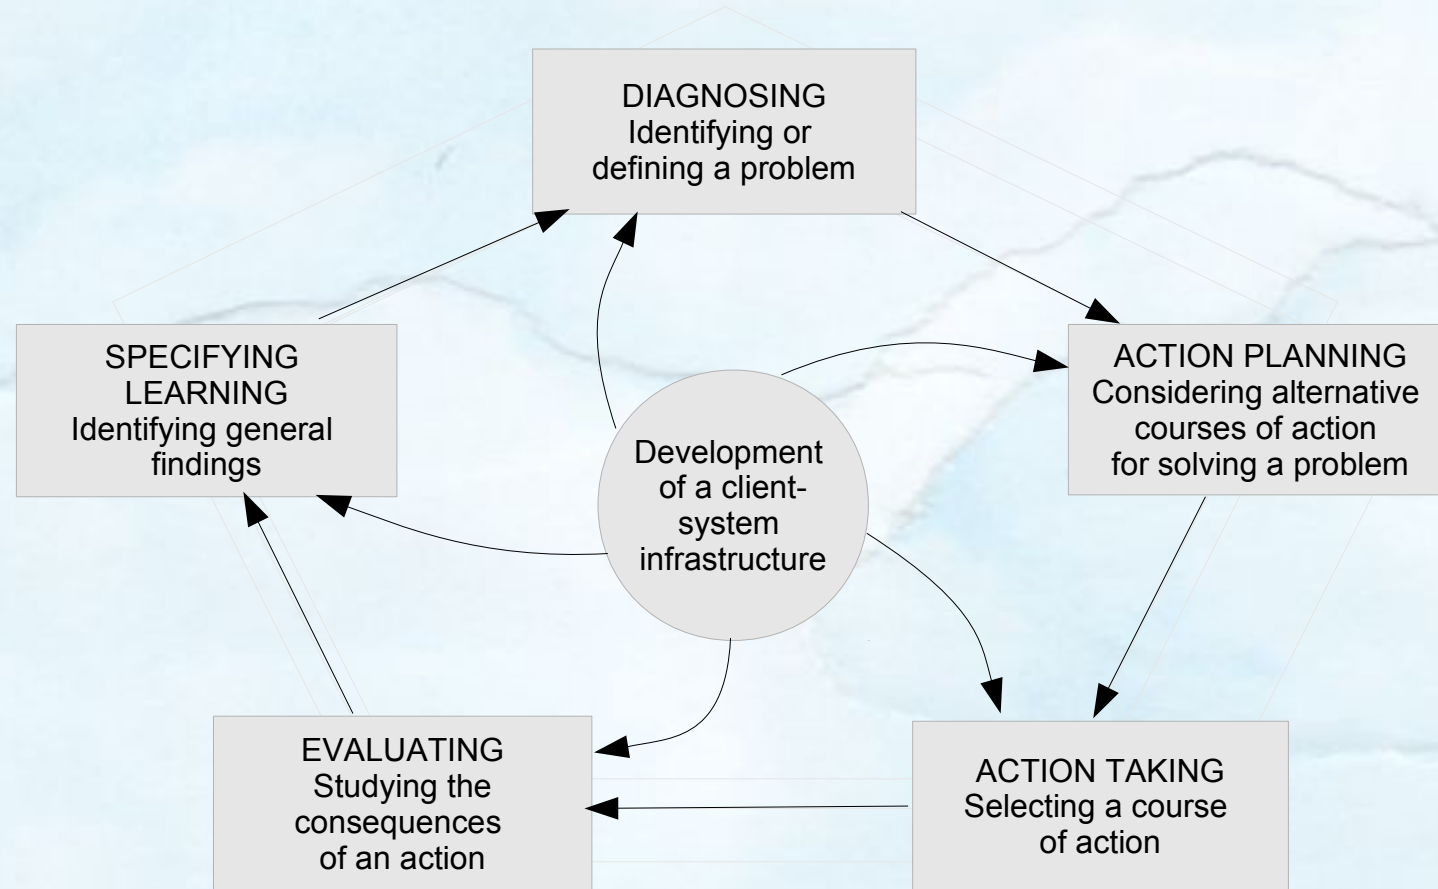 DIAGNOSING
Identifying or
defining a problem
SPECIFYING
LEARNING
Identifying general
findings
ACTION PLANNING
Considering alternative
courses of action
for solving a problem
Development
of a client-
system
infrastructure
EVALUATING
Studying the
consequences
of an action
ACTION TAKING
Selecting a course
of action